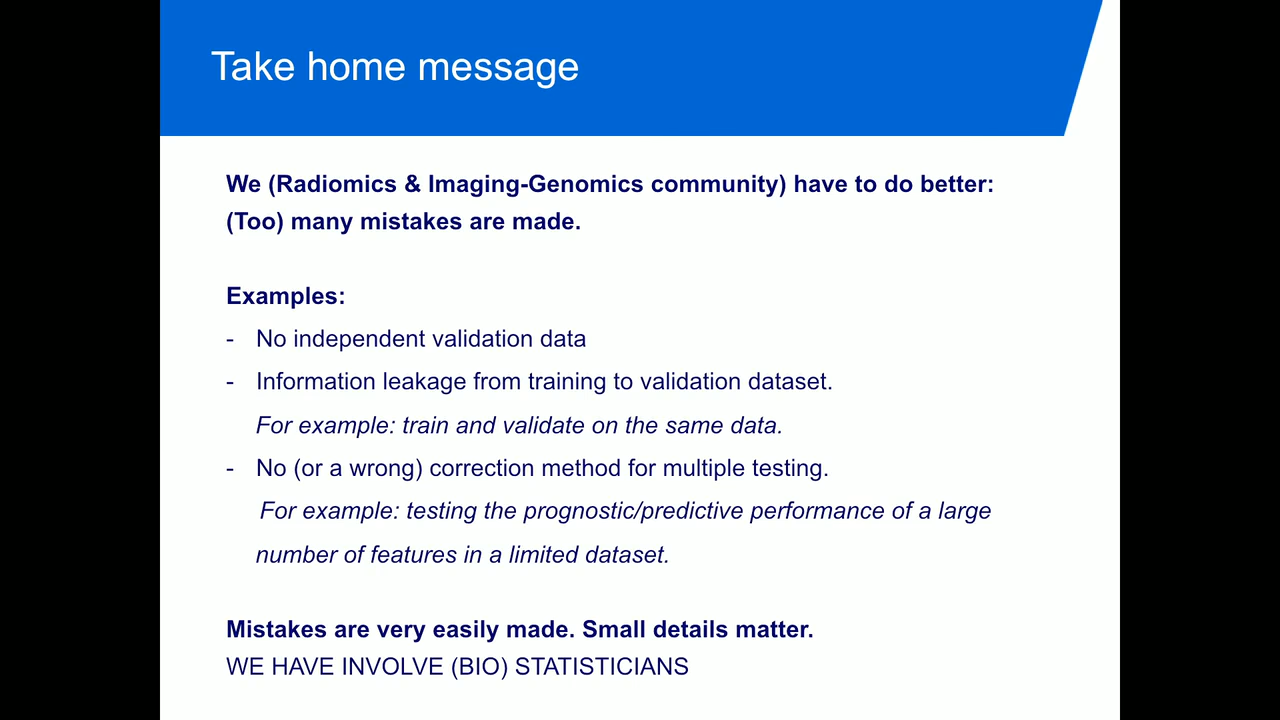 Take home message
We (Radiomics & Imaging-Genomics community) have to do better:
(Too) many mistakes are made.
Examples:
- No independent validation data
- Information leakage from training to validation dataset.
For example: train and validate on the same data.
- No (or a wrong) correction method for multiple testing.
For example: testing the prognostic/predictive performance of a large
number of features in a limited dataset.
Mistakes are very easily made. Small details matter.
WE HAVE INVOLVE (BIO) STATISTICIANS